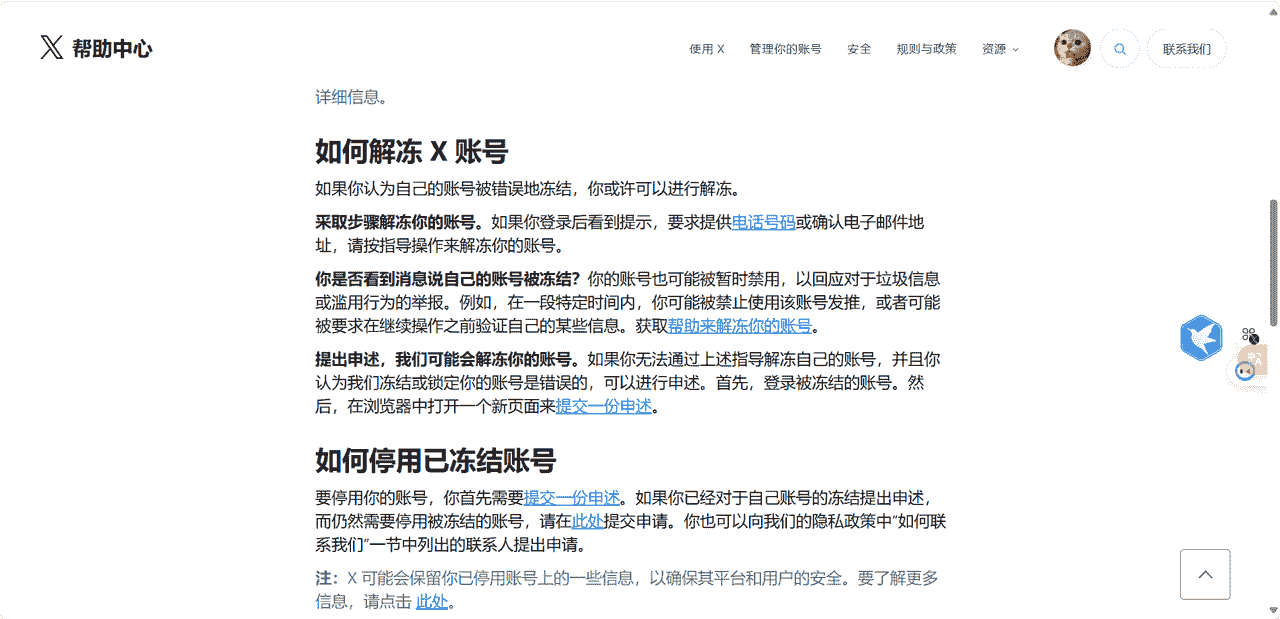 X 帮助中心
使用 X
管理你的账号
安全
规则与政策
资源
联系我们
详细信息。
如何解冻 X 账号
如果你认为自己的账号被错误地冻结，你或许可以进行解冻。
采取步骤解冻你的账号。如果你登录后看到提示，要求提供电话号码或确认电子邮件地
址，请按指导操作来解冻你的账号。
你是否看到消息说自己的账号被冻结？你的账号也可能被暂时禁用，以回应对于垃圾信息
或滥用行为的举报。例如，在一段特定时间内，你可能被禁止使用该账号发推，或者可能
被要求在继续操作之前验证自己的某些信息。获取帮助来解冻你的账号。
提出申述，我们可能会解冻你的账号。如果你无法通过上述指导解冻自己的账号，并且你
认为我们冻结或锁定你的账号是错误的，可以进行申述。首先，登录被冻结的账号。然
后，在浏览器中打开一个新页面来提交一份申述。
如何停用已冻结账号
要停用你的账号，你首先需要提交一份申述。如果你已经对于自己账号的冻结提出申述，
而仍然需要停用被冻结的账号，请在此处提交申请。你也可以向我们的隐私政策中“如何联
系我们”一节中列出的联系人提出申请。
注：X 可能会保留你已停用账号上的一些信息，以确保其平台和用户的安全。要了解更多
信息，请点击 此处。